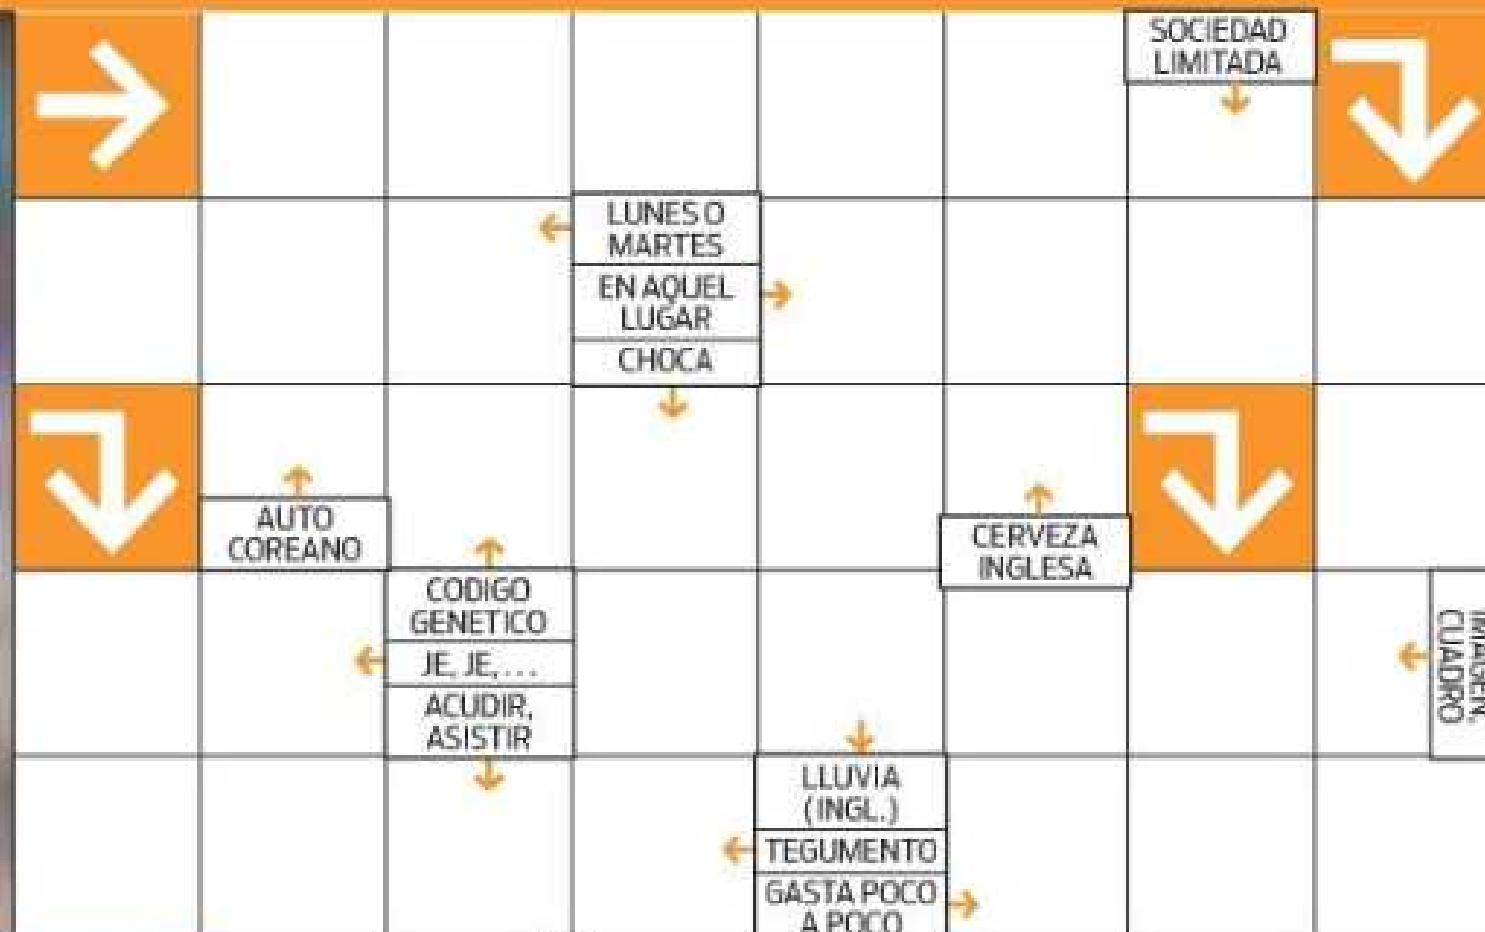 SOCIEDAD
LIMITADA
LUNES O
MARTES
EN AQUEL
LUGAR
CHOCA
AUTO
COREANO
CERVEZA
INGLESA
CODIGO
GENETICO
JE, JE, ...
ACUDIR,
ASISTIR
IMAGEN,
CUADRO
LLUVIA
(INGL.)
TEGUMENTO
GASTA POCO
A POCO